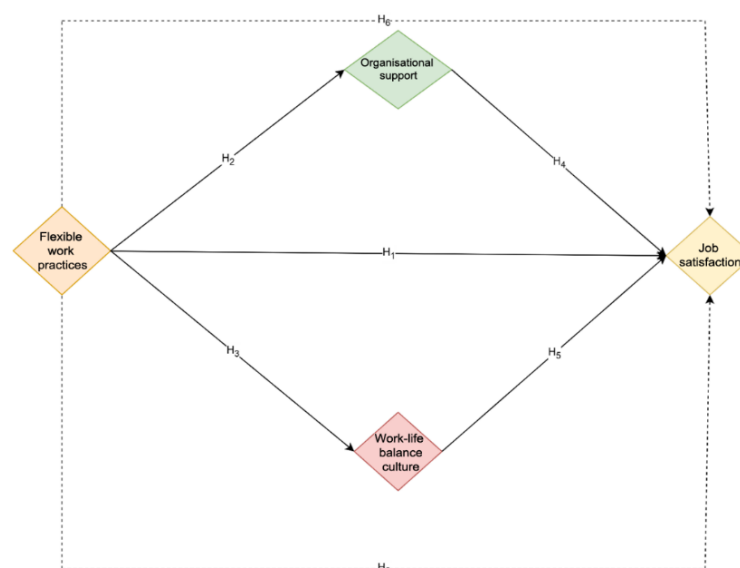 H6
Organisational
support
H2
H4
Flexible
work
practices
H1
Job
satisfaction
H3
H5
Work-life
balance
culture